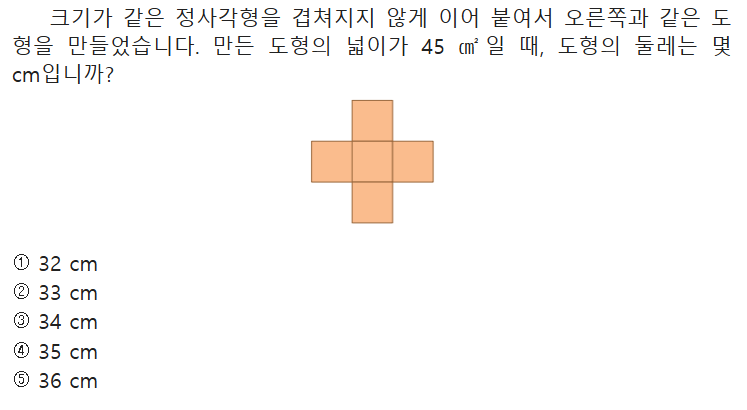 크기가 같은 정사각형을 겹쳐지지 않게 이어 붙여서 오른쪽과 같은 도
형을 만들었습니다. 만든 도형의 넓이가 45 ㎠일 때, 도형의 둘레는 몇
cm입니까?
① 32 cm
② 33 cm
③ 34 cm
④ 35 cm
⑤ 36 cm